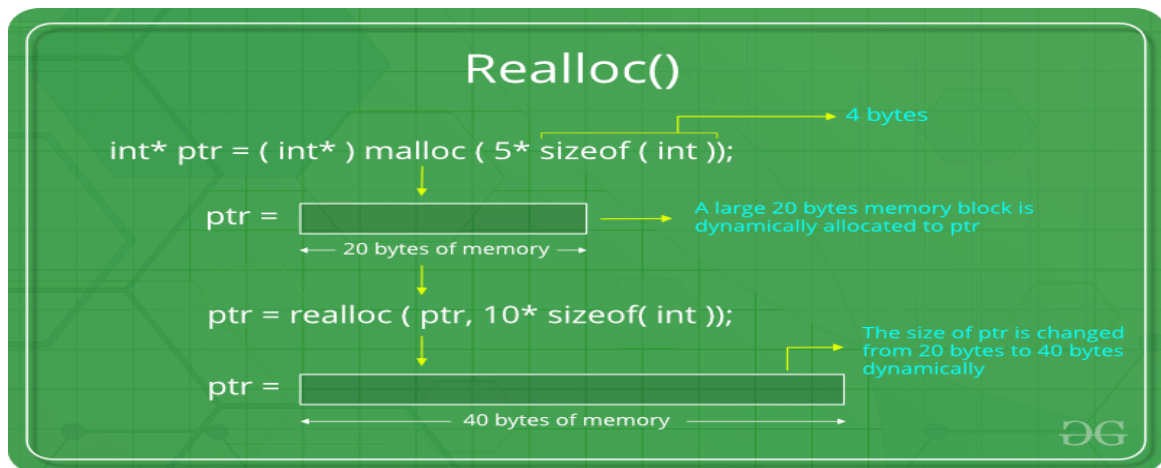 Realloc()
4 bytes
int* ptr = ( int* ) malloc ( 5* sizeof ( int ));
ptr =
A large 20 bytes memory block is
dynamically allocated to ptr
20 bytes of memory
ptr = realloc ( ptr, 10* sizeof( int ));
The size of ptr is changed
from 20 bytes to 40 bytes
dynamically
ptr =
40 bytes of memory